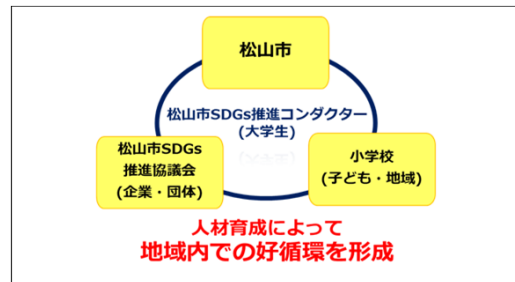 松山市
松山市SDGs推進コンダクター
(大学生)
松山市SDGs
推進協議会
(企業・団体)
小学校
(子ども・地域)
人材育成によって
地域内での好循環を形成